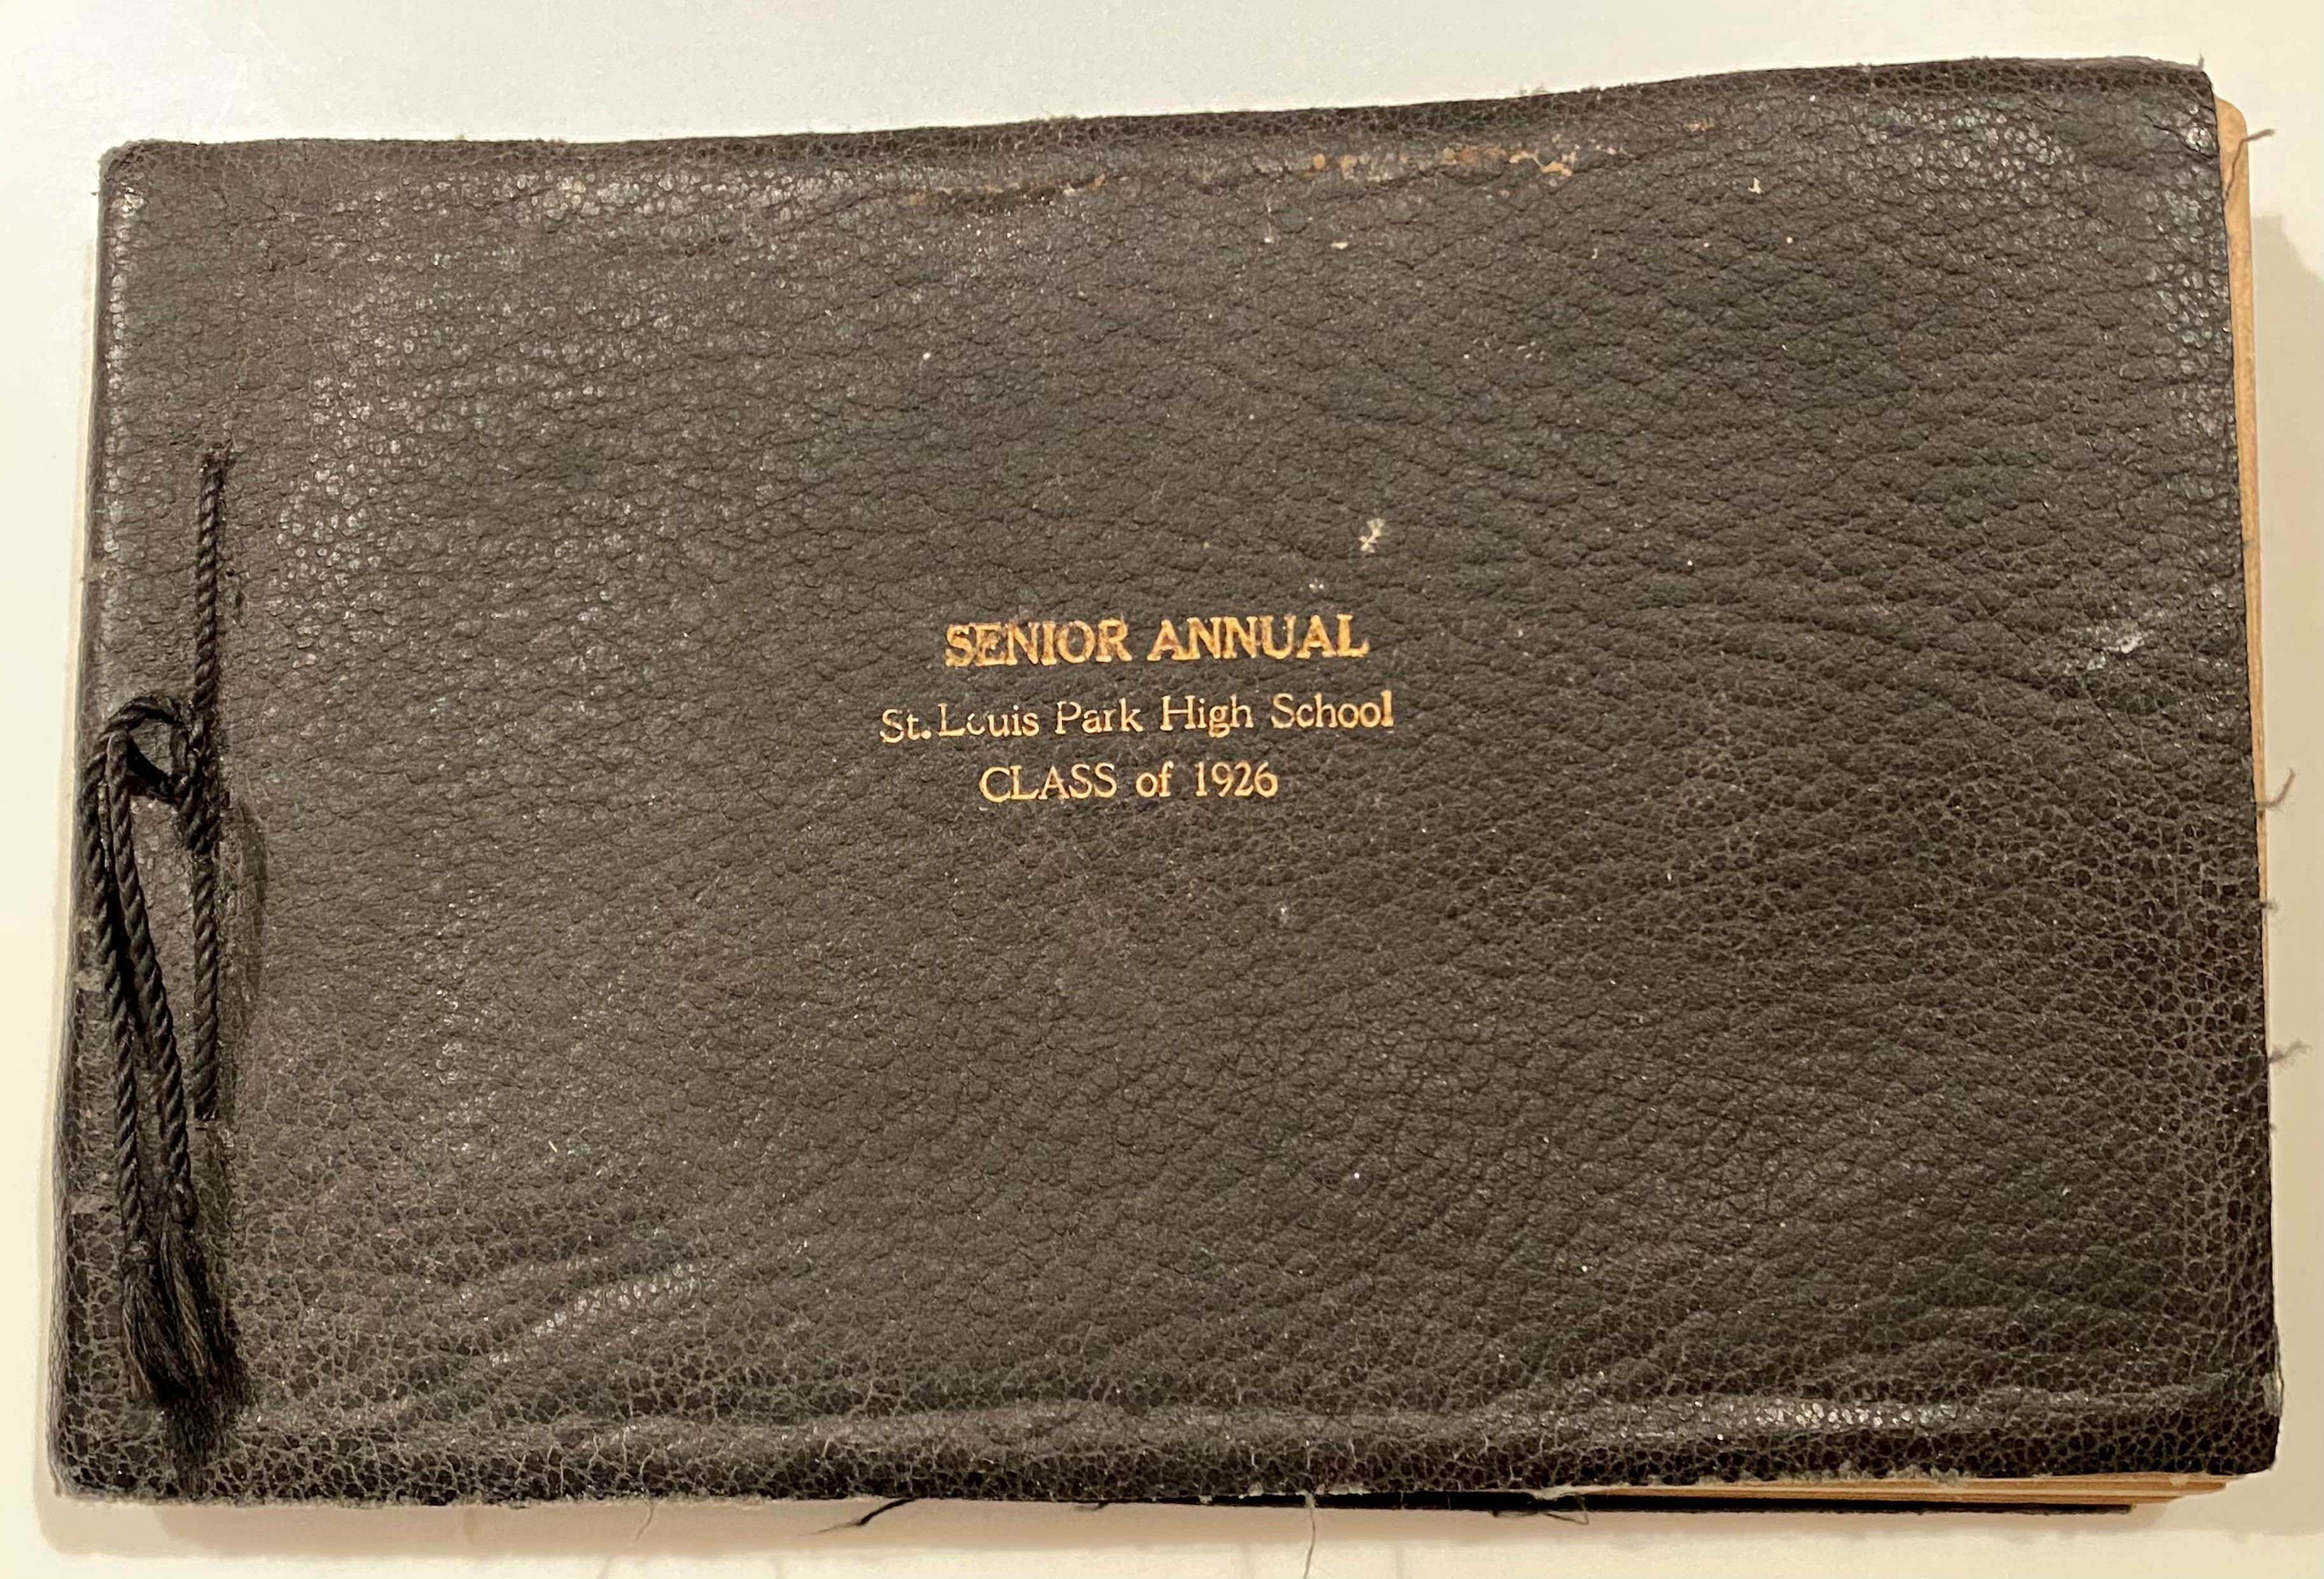 SENIOR ANNUAL
St. Louis Park High School
CLASS of 1926